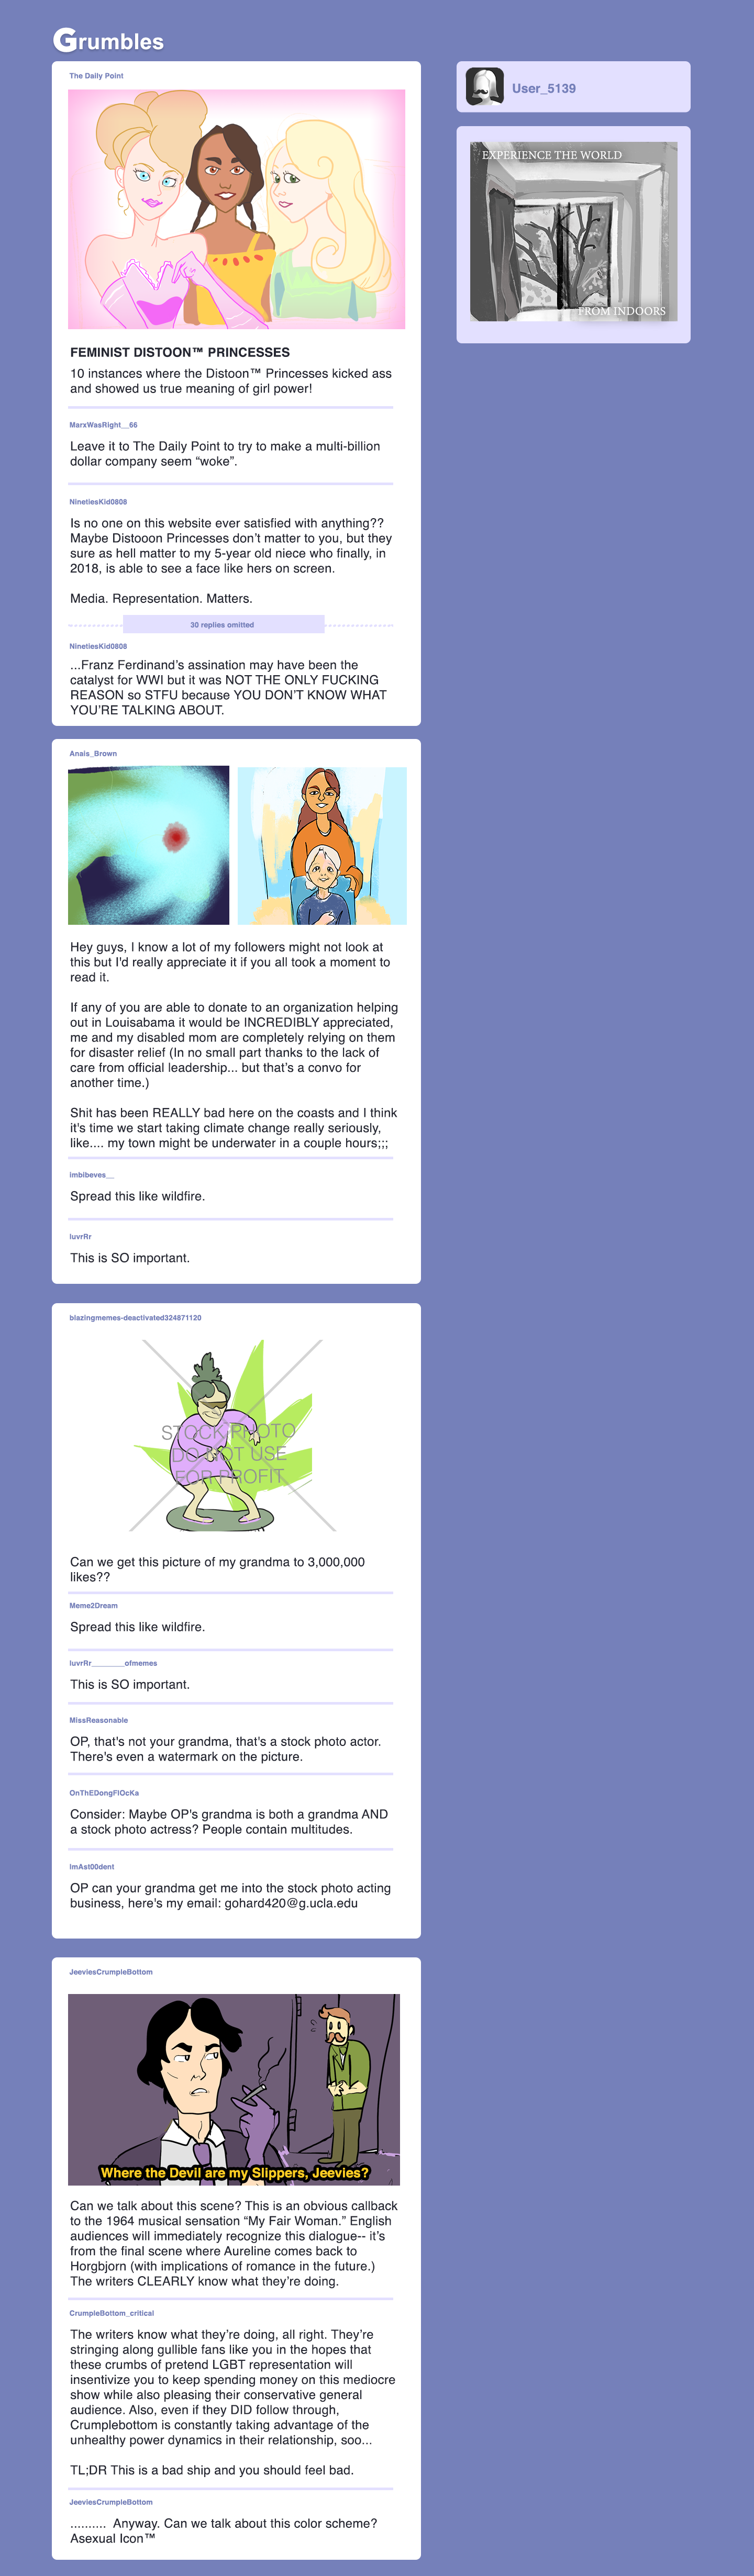 Grumbles
The Daily Point
FEMINIST DISTOON™ PRINCESSES
10 instances where the Distoon™ Princesses kicked ass
and showed us true meaning of girl power!
MarxWasRight__66
Leave it to The Daily Point to try to make a multi-billion
dollar company seem “woke”.
NinetiesKid0808
Is no one on this website ever satisfied with anything??
Maybe Distooon Princesses don’t matter to you, but they
sure as hell matter to my 5-year old niece who finally, in
2018, is able to see a face like hers on screen.
Media. Representation. Matters.
30 replies omitted
NinetiesKid0808
...Franz Ferdinand’s assination may have been the
catalyst for WWI but it was NOT THE ONLY FUCKING
REASON so STFU because YOU DON’T KNOW WHAT
YOU’RE TALKING ABOUT.
Anais_Brown
Hey guys, I know a lot of my followers might not look at
this but I'd really appreciate it if you all took a moment to
read it.
If any of you are able to donate to an organization helping
out in Louisabama it would be INCREDIBLY appreciated,
me and my disabled mom are completely relying on them
for disaster relief (In no small part thanks to the lack of
care from official leadership... but that’s a convo for
another time.)
Shit has been REALLY bad here on the coasts and I think
it's time we start taking climate change really seriously,
like.... my town might be underwater in a couple hours;;;
imbibeves__
Spread this like wildfire.
luvrRr
This is SO important.
blazingmemes-deactivated324871120
STOCK PHOTO
DO NOT USE
FOR PROFIT
Can we get this picture of my grandma to 3,000,000
likes??
Meme2Dream
Spread this like wildfire.
luvrRr________ofmemes
This is SO important.
MissReasonable
OP, that's not your grandma, that's a stock photo actor.
There's even a watermark on the picture.
OnThEDongFlOcKa
Consider: Maybe OP's grandma is both a grandma AND
a stock photo actress? People contain multitudes.
ImAst00dent
OP can your grandma get me into the stock photo acting
business, here's my email: gohard420@g.ucla.edu
JeeviesCrumpleBottom
Where the Devil are my Slippers, Jeevies?
Can we talk about this scene? This is an obvious callback
to the 1964 musical sensation “My Fair Woman.” English
audiences will immediately recognize this dialogue-- it’s
from the final scene where Aureline comes back to
Horgbjorn (with implications of romance in the future.)
The writers CLEARLY know what they’re doing.
CrumpleBottom_critical
The writers know what they’re doing, all right. They’re
stringing along gullible fans like you in the hopes that
these crumbs of pretend LGBT representation will
insentivize you to keep spending money on this mediocre
show while also pleasing their conservative general
audience. Also, even if they DID follow through,
Crumplebottom is constantly taking advantage of the
unhealthy power dynamics in their relationship, soo...
TL;DR This is a bad ship and you should feel bad.
JeeviesCrumpleBottom
.......... Anyway. Can we talk about this color scheme?
Asexual Icon™
User_5139
EXPERIENCE THE WORLD
FROM INDOORS